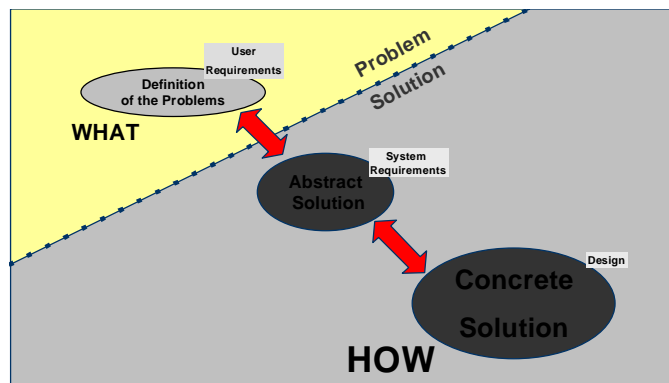 User
Requirements
Definition
of the Problems
WHAT
Problem
Solution
System
Requirements
Abstract
Solution
Design
Concrete
Solution
HOW